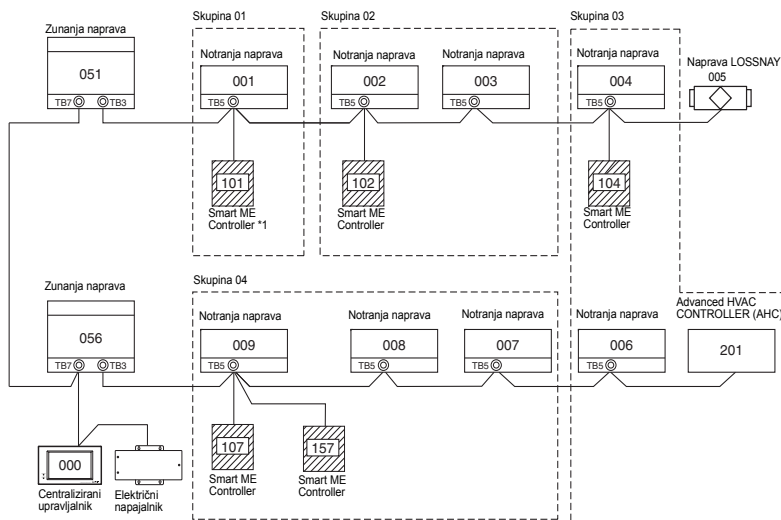 Skupina 01
Skupina 02
Skupina 03
Zunanja naprava
Notranja naprava
Notranja naprava
Notranja naprava
Notranja naprava
Naprava LOSSNAY
005
051
001
002
003
004
TB7
TB3
TB5
TB5
TB5
TB5
101
102
104
Smart ME
Controller *1
Smart ME
Controller
Smart ME
Controller
Skupina 04
Zunanja naprava
Notranja naprava
Notranja naprava
Notranja naprava
Notranja naprava
Advanced HVAC
CONTROLLER (AHC)
056
009
008
007
006
201
TB7
TB3
TB5
TB5
TB5
TB5
000
107
157
Centralizirani
upravljalnik
Električni
napajalnik
Smart ME
Controller
Smart ME
Controller